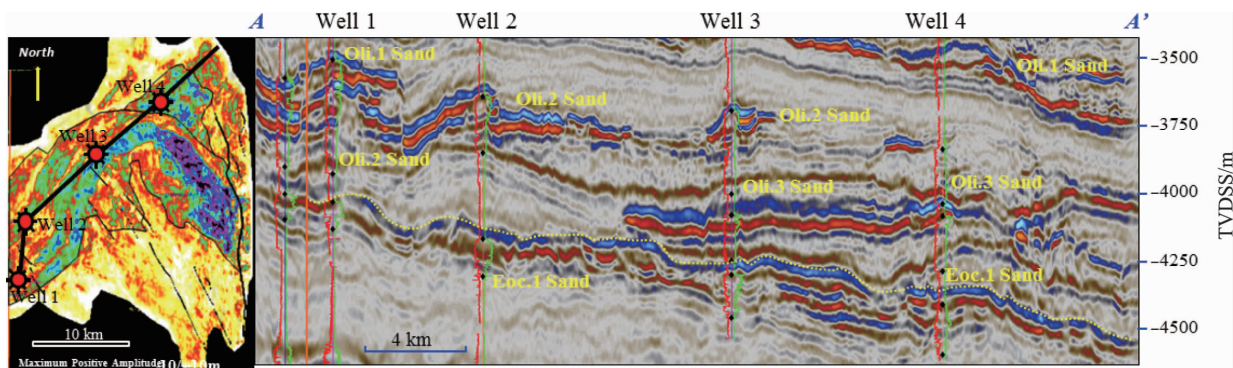 A Well 1 Well 2 Well 3 Well 4 A’
North
Well 4
Well 3
Well 2
Well 1
10 km
Maximum Positive Amplitude
Oli.1 Sand
Oli.1 Sand
Oli.2 Sand
Oli.2 Sand
Oli.2 Sand
Oli.3 Sand
Oli.3 Sand
Eoc.1 Sand
Eoc.1 Sand
4 km
–3500
–3750
–4000
–4250
–4500
TVDSS/m